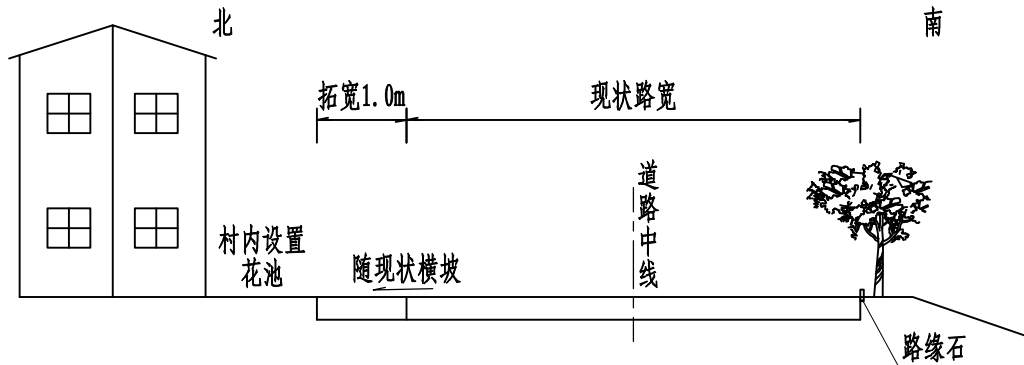 北
南
拓宽1.0m
现状路宽
道路中线
村内设置
花池
随现状横坡
路缘石